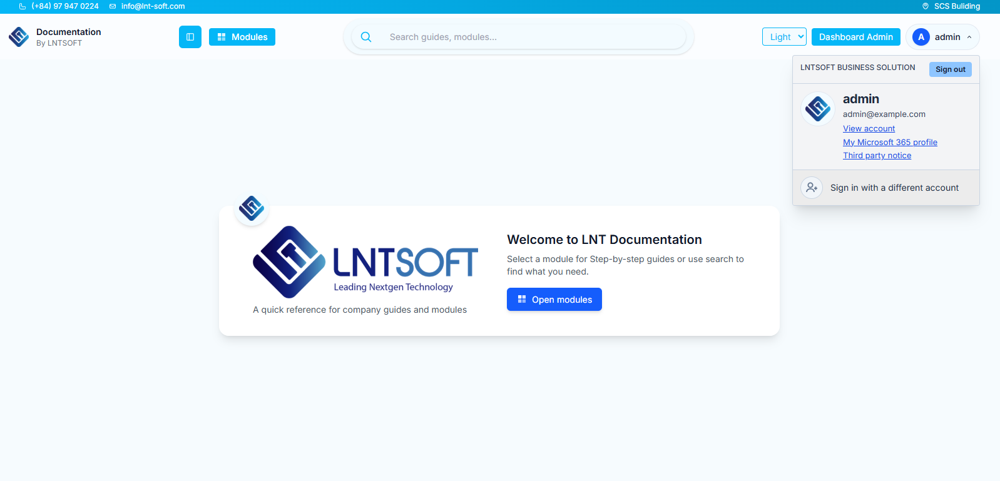 (+84) 97 947 0224 info@lnt-soft.com SCS Buliding
Documentation
By LNTSOFT
Modules
Search guides, modules...
Light
Dashboard Admin
A admin
LNTSOFT BUSINESS SOLUTION Sign out
admin
admin@example.com
View account
My Microsoft 365 profile
Third party notice
Sign in with a different account
LNTSOFT
Leading Nextgen Technology
A quick reference for company guides and modules
Welcome to LNT Documentation
Select a module for Step-by-step guides or use search to
find what you need.
Open modules